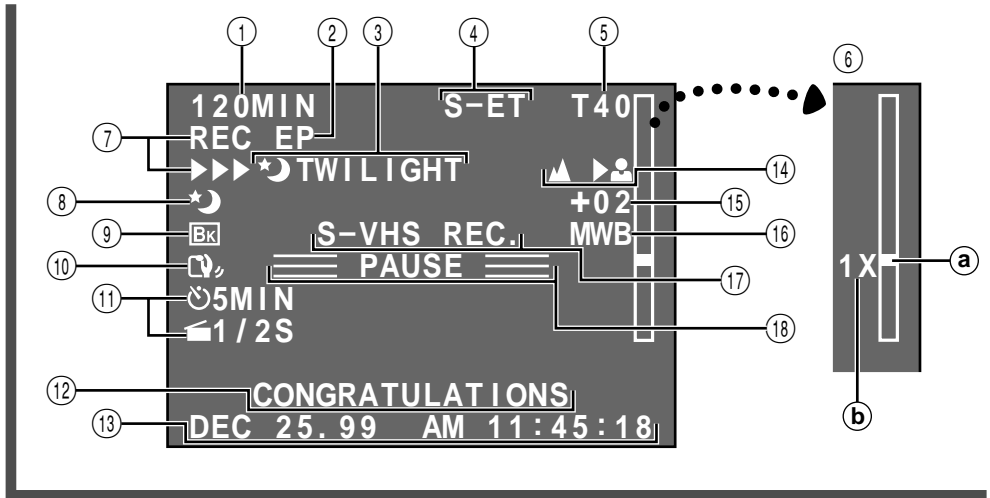 ① ② ③ ④ ⑤ ⑥
120MIN S-ET T40
⑦ REC EP
TWILIGHT ⑭
⑧ +02 ⑮
⑨ BK S-VHS REC. MWB ⑯
⑩ PAUSE ⑰ 1X ⓐ
⑪ 5MIN
1/2S ⑱ ⓑ
⑫ CONGRATULATIONS
⑬ DEC 25.99 AM 11:45:18